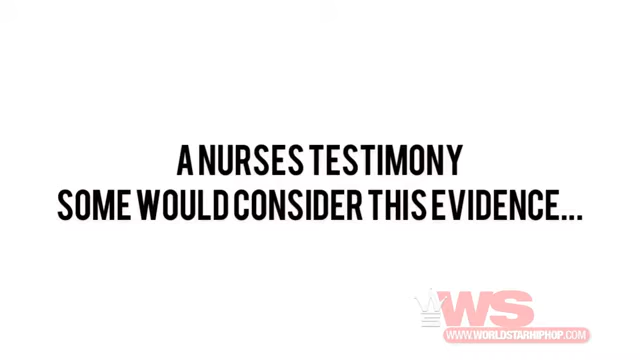 A NURSES TESTIMONY
SOME WOULD CONSIDER THIS EVIDENCE...
WS
WWW.WORLDSTARHIPHOP.COM